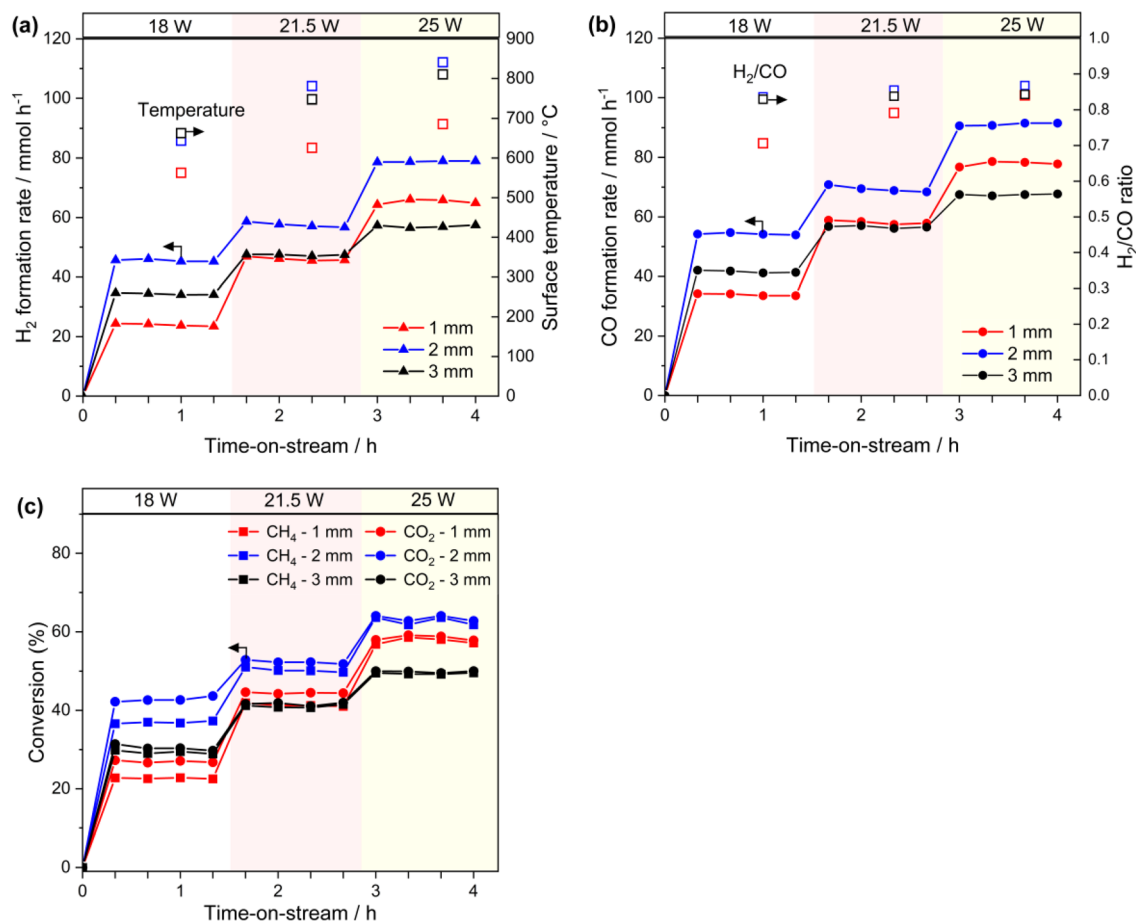 (a)
18 W 21.5 W 25 W
120 900
100 800
80 700
60 600
40 500
20 400
0 300
200
100
0
Temperature
H₂ formation rate / mmol h⁻¹
Surface temperature / °C
1 mm
2 mm
3 mm
0 1 2 3 4
Time-on-stream / h
(b)
18 W 21.5 W 25 W
120 1.0
100 0.9
80 0.8
60 0.7
40 0.6
20 0.5
0 0.4
0.3
0.2
0.1
0.0
H₂/CO
CO formation rate / mmol h⁻¹
H₂/CO ratio
1 mm
2 mm
3 mm
0 1 2 3 4
Time-on-stream / h
(c)
18 W 21.5 W 25 W
CH₄ - 1 mm CO₂ - 1 mm
CH₄ - 2 mm CO₂ - 2 mm
CH₄ - 3 mm CO₂ - 3 mm
80
60
40
20
0
Conversion (%)
0 1 2 3 4
Time-on-stream / h